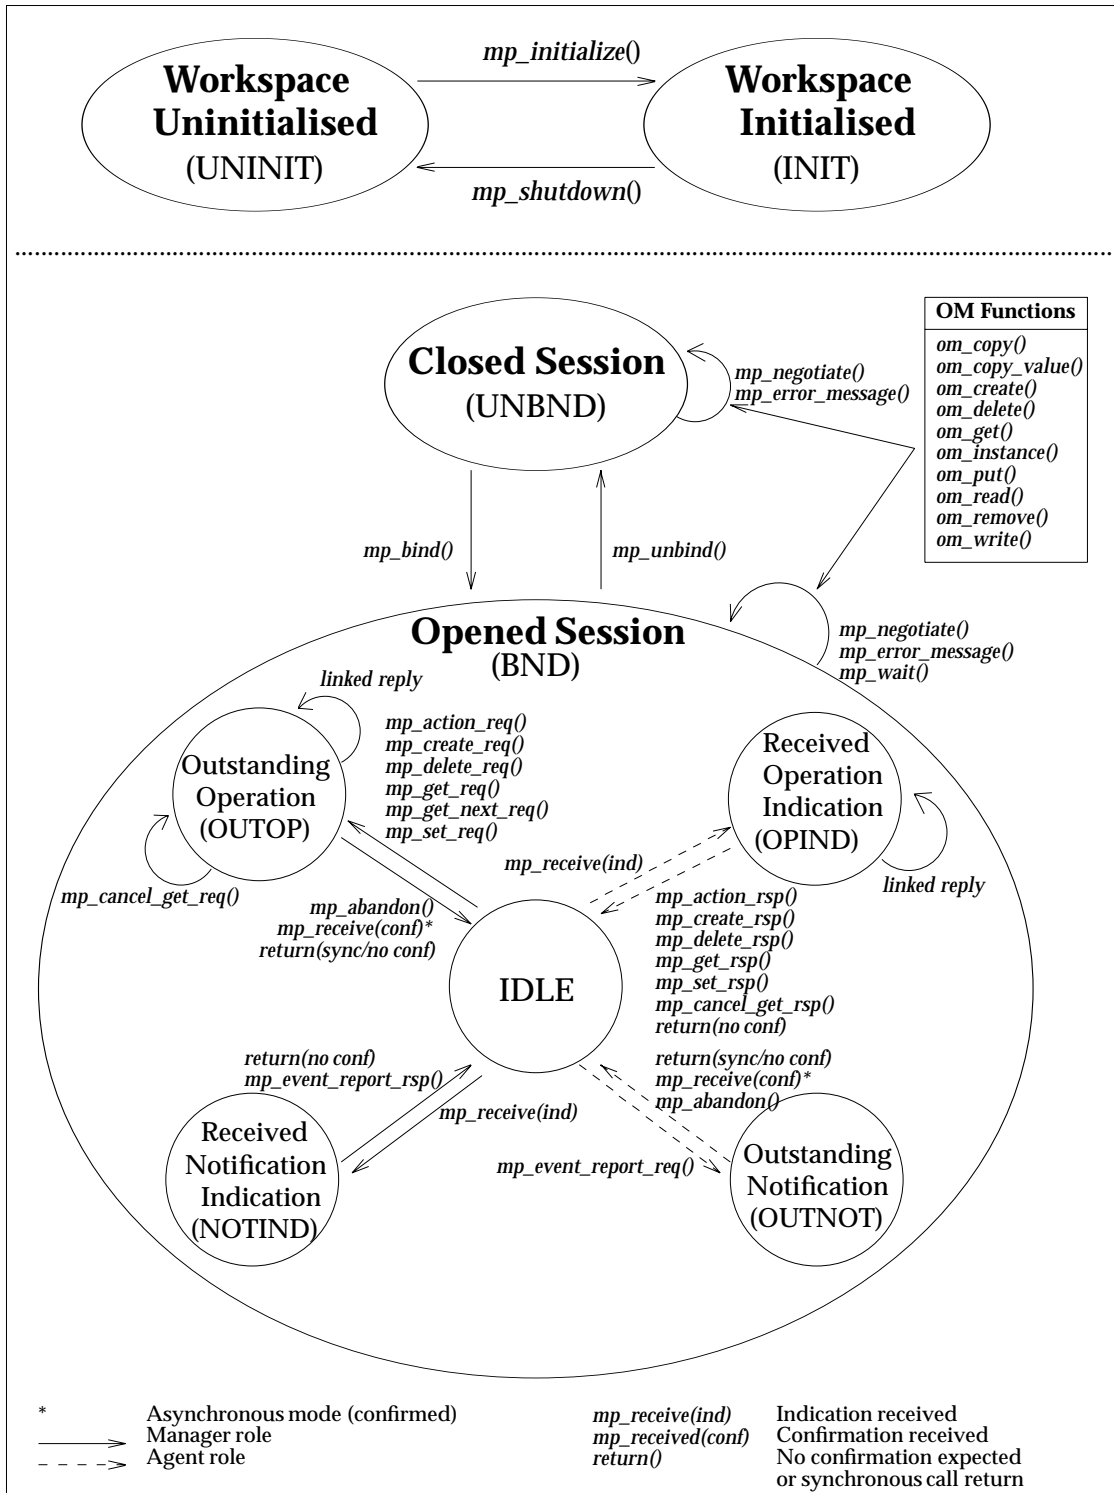 mp_initialize()
Workspace
Uninitialised
(UNINIT)
Workspace
Initialised
(INIT)
mp_shutdown()
OM Functions
om_copy()
om_copy_value()
om_create()
om_delete()
om_get()
om_instance()
om_put()
om_read()
om_remove()
om_write()
Closed Session
(UNBND)
mp_negotiate()
mp_error_message()
mp_bind()
mp_unbind()
Opened Session
(BND)
mp_negotiate()
mp_error_message()
mp_wait()
linked reply
Outstanding
Operation
(OUTOP)
mp_action_req()
mp_create_req()
mp_delete_req()
mp_get_req()
mp_get_next_req()
mp_set_req()
Received
Operation
Indication
(OPIND)
mp_cancel_get_req()
mp_receive(ind)
linked reply
mp_abandon()
mp_receive(conf)*
return(sync/no conf)
mp_action_rsp()
mp_create_rsp()
mp_delete_rsp()
mp_get_rsp()
mp_set_rsp()
mp_cancel_get_rsp()
return(no conf)
IDLE
return(no conf)
mp_event_report_rsp()
mp_receive(ind)
return(sync/no conf)
mp_receive(conf)*
mp_abandon()
Received
Notification
Indication
(NOTIND)
mp_event_report_req()
Outstanding
Notification
(OUTNOT)
* Asynchronous mode (confirmed)
Manager role
Agent role
mp_receive(ind) Indication received
mp_received(conf) Confirmation received
return() No confirmation expected
or synchronous call return